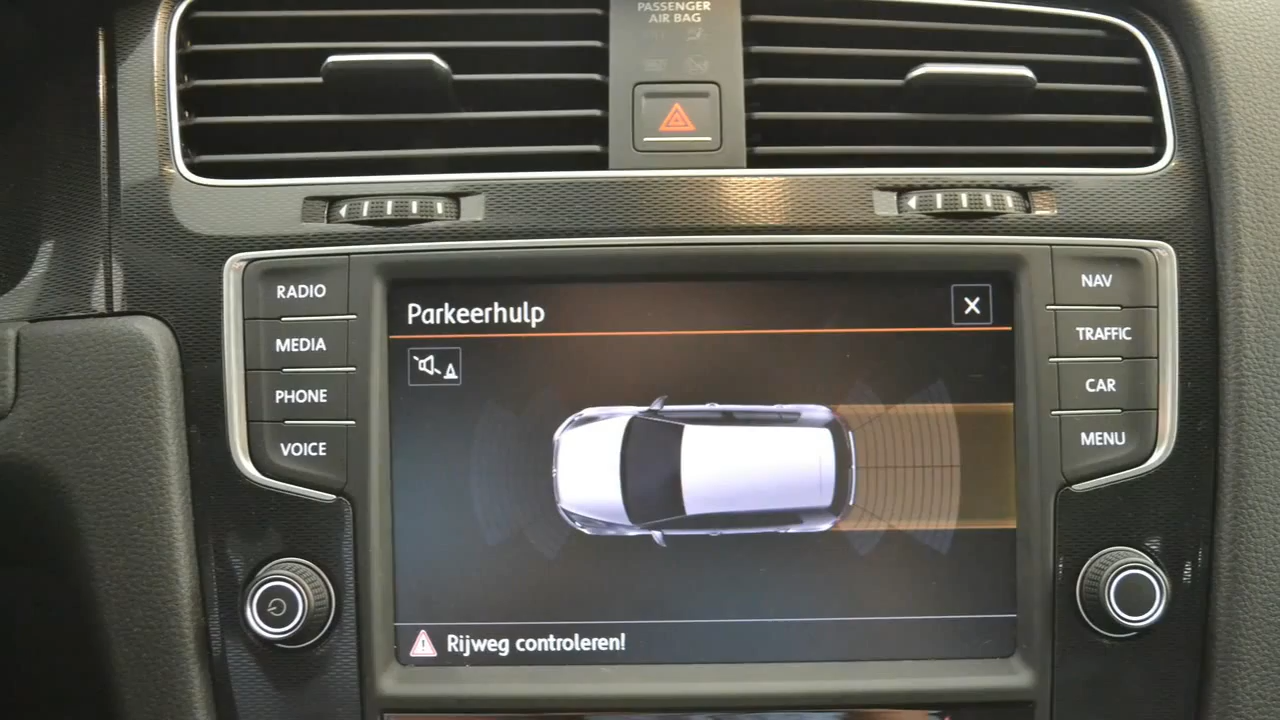 PASSENGER
AIR BAG
RADIO
MEDIA
PHONE
VOICE
Parkeerhulp
X
Rijweg controleren!
NAV
TRAFFIC
CAR
MENU